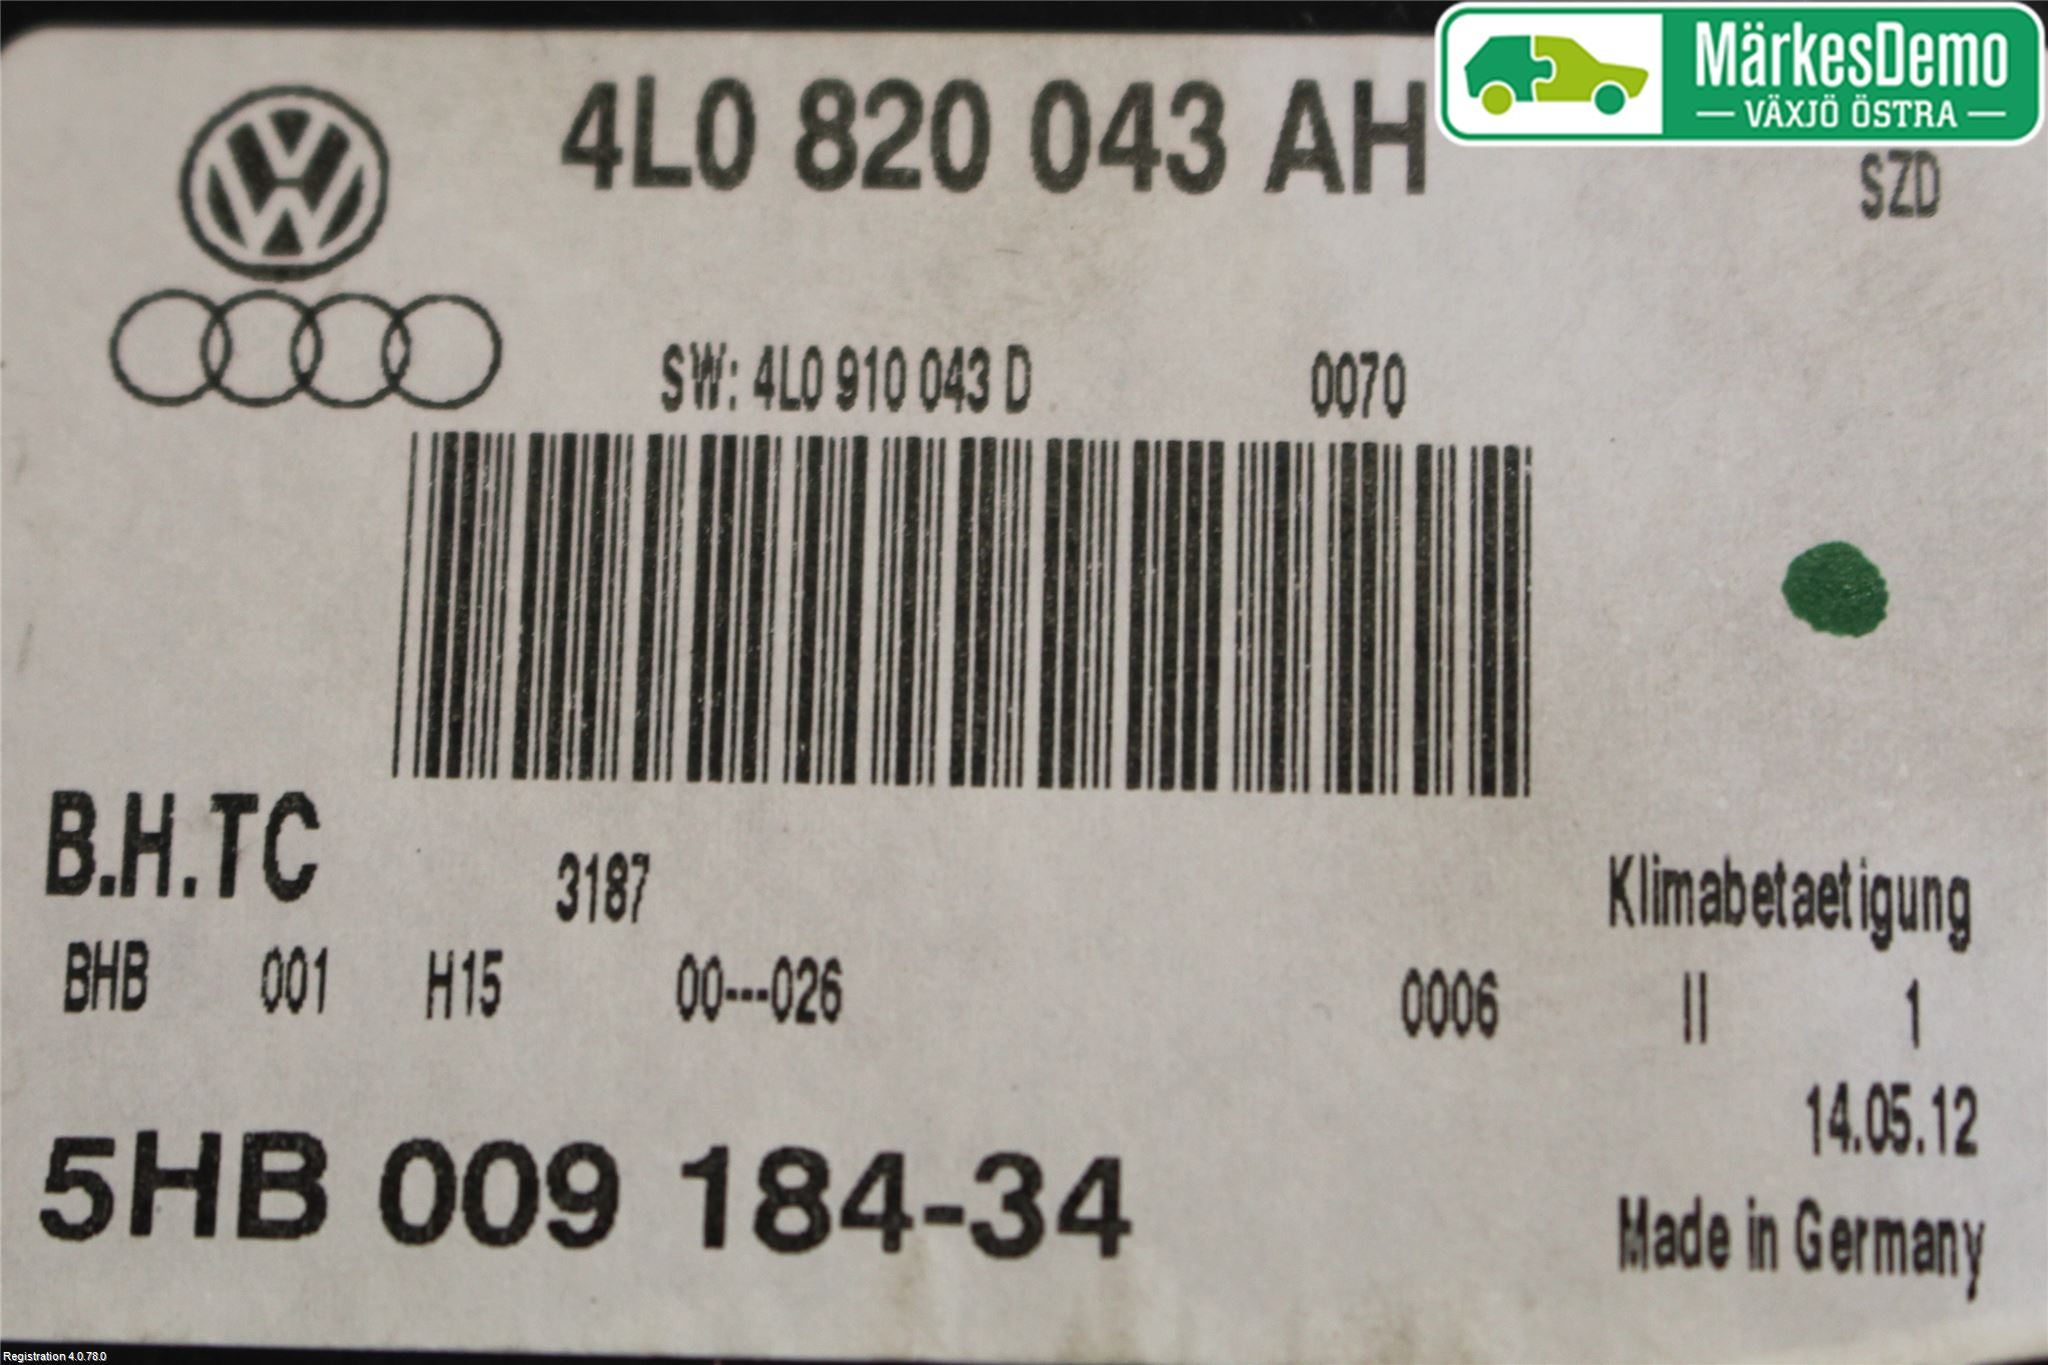 MärkesDemo
VÄXJÖ ÖSTRA
4L0 820 043 AH
SZD
SW: 4L0 910 043 D 0070
B.H.TC
3187
Klimabetaetigung
BHB 001 H15 00---026 0006 II 1
14.05.12
5HB 009 184-34
Made in Germany
Registration 4.0.78.0